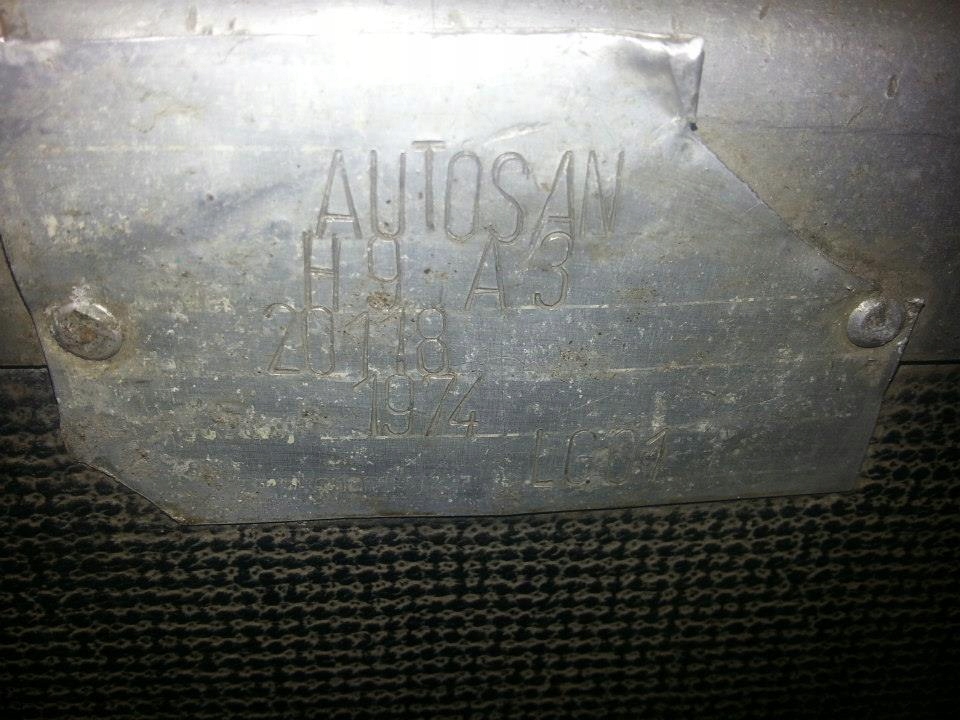 AUTOSAN
H9 A3
20118
1974
LC01